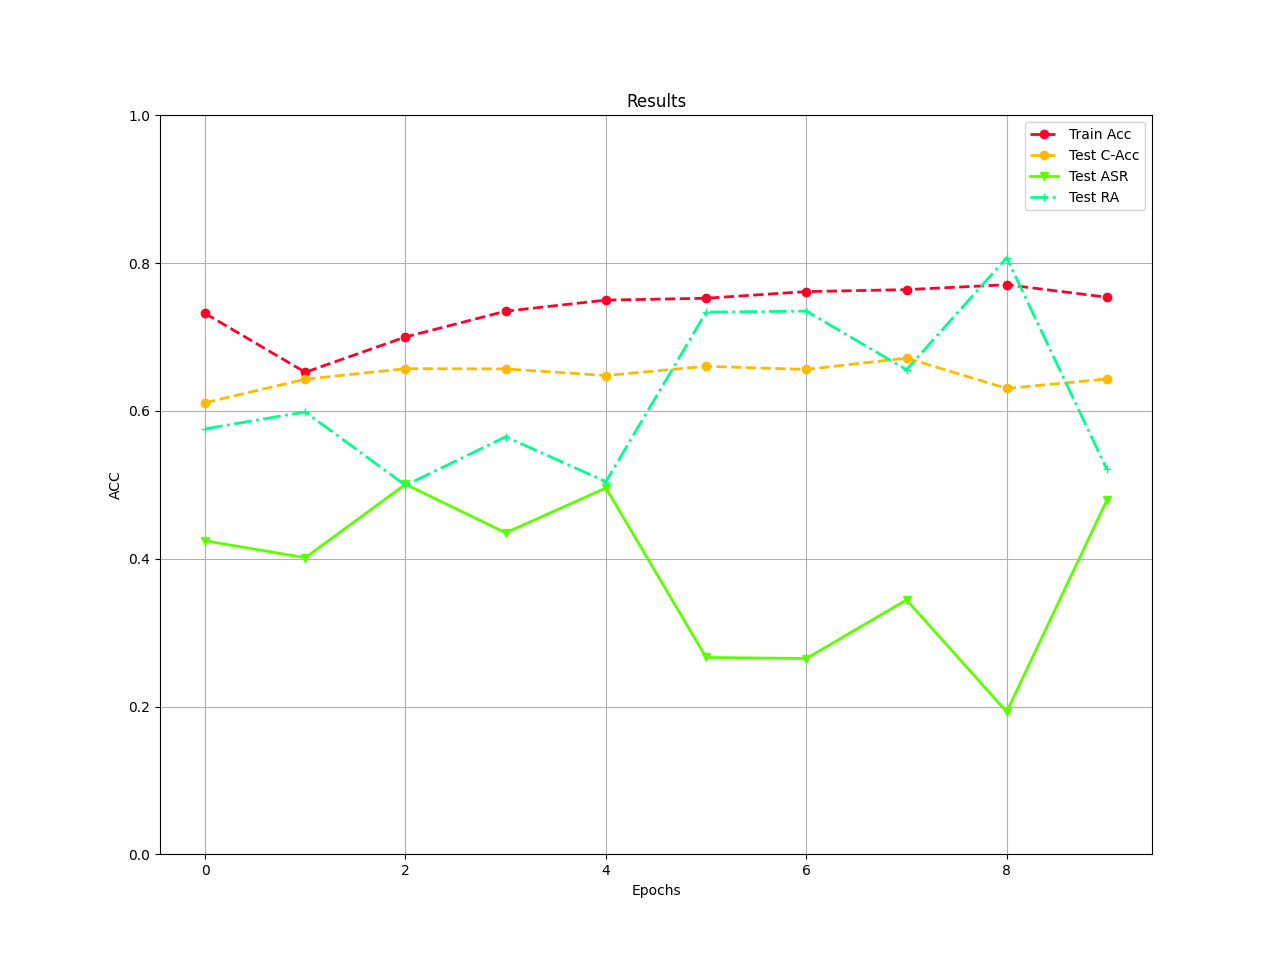 Results
1.0
0.8
0.6
0.4
0.2
0.0
ACC
Train Acc
Test C-Acc
Test ASR
Test RA
0 2 4 6 8
Epochs